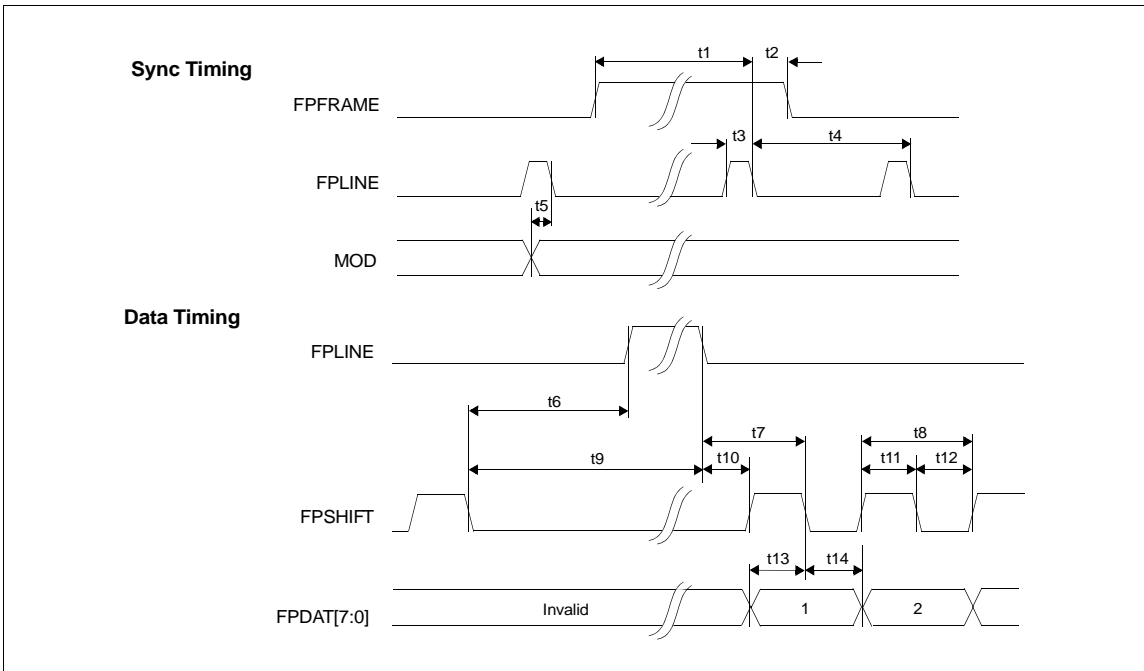 Sync Timing
t1
t2
FPFRAME
t3
t4
FPLINE
t5
MOD
Data Timing
FPLINE
t6
t7
t8
t9
t10
t11
t12
FPSHIFT
t13
t14
FPDAT[7:0]
Invalid
1
2